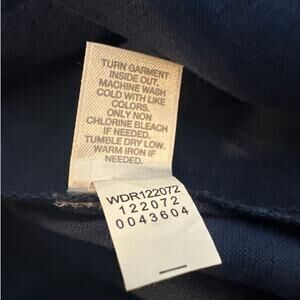 TURN GARMENT
INSIDE OUT.
MACHINE WASH
COLD WITH LIKE
COLORS.
ONLY NON
CHLORINE BLEACH
IF NEEDED.
TUMBLE DRY LOW.
WARM IRON IF
NEEDED.
WDR122072
122072
0043604